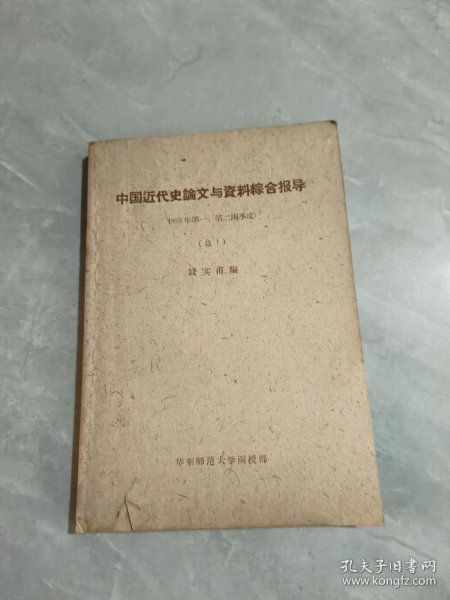 中国近代史論文与資料綜合报导
1958年第一、第二兩季度
(总1)
錢实甫編
华东师范大学函授部
孔夫子旧书网
www.kongfz.com